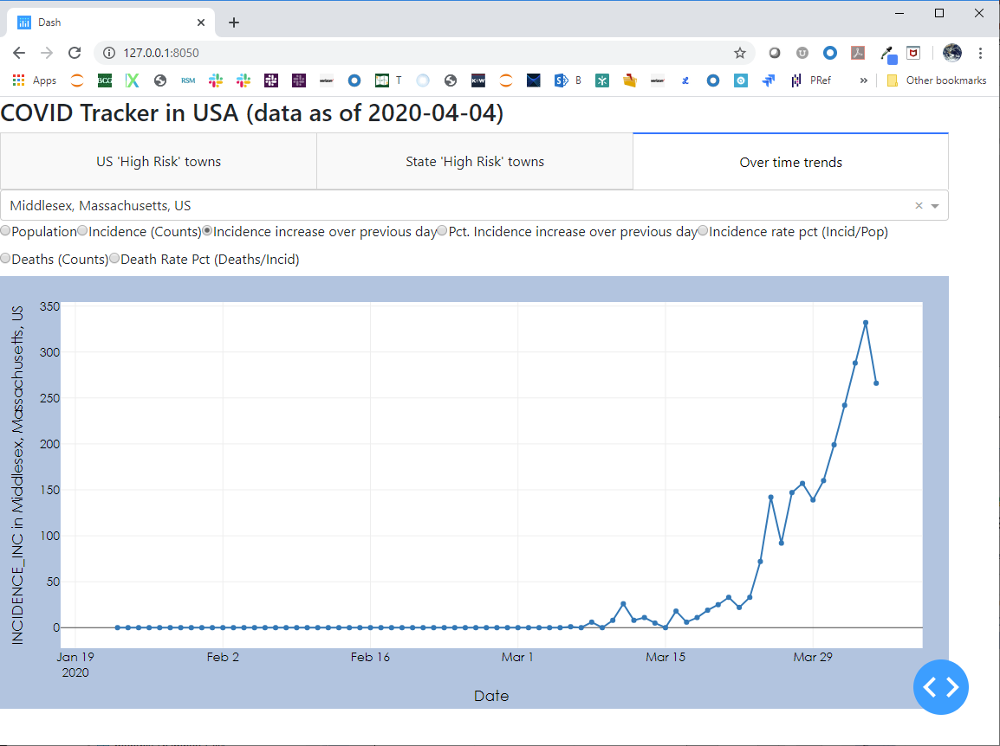 Dash
127.0.0.1:8050
Apps BCG RSM verizon T K&W B verizon PRef » Other bookmarks
COVID Tracker in USA (data as of 2020-04-04)
US 'High Risk' towns State 'High Risk' towns Over time trends
Middlesex, Massachusetts, US
Population Incidence (Counts) Incidence increase over previous day Pct. Incidence increase over previous day Incidence rate pct (Incid/Pop)
Deaths (Counts) Death Rate Pct (Deaths/Incid)
INCIDENCE_INC in Middlesex, Massachusetts, US
350
300
250
200
150
100
50
0
Jan 19 Feb 2 Feb 16 Mar 1 Mar 15 Mar 29
2020
Date